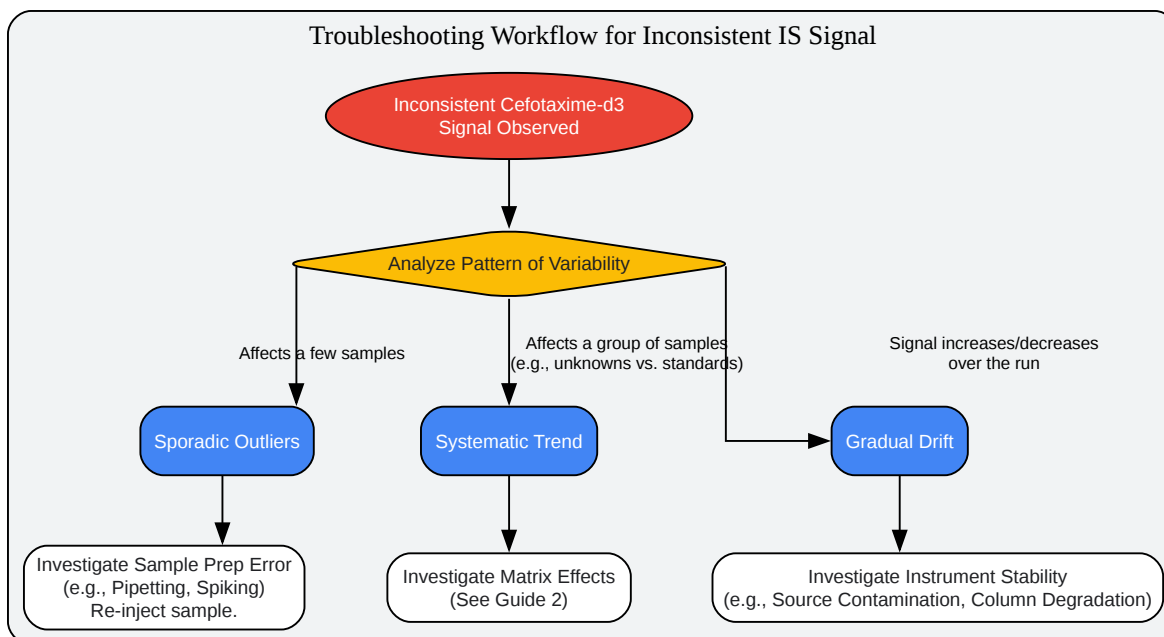 Troubleshooting Workflow for Inconsistent IS Signal
Inconsistent Cefotaxime-d3
Signal Observed
Analyze Pattern of Variability
Affects a few samples
Affects a group of samples
(e.g., unknowns vs. standards)
Signal increases/decreases
over the run
Sporadic Outliers
Systematic Trend
Gradual Drift
Investigate Sample Prep Error
(e.g., Pipetting, Spiking)
Re-inject sample.
Investigate Matrix Effects
(See Guide 2)
Investigate Instrument Stability
(e.g., Source Contamination, Column Degradation)